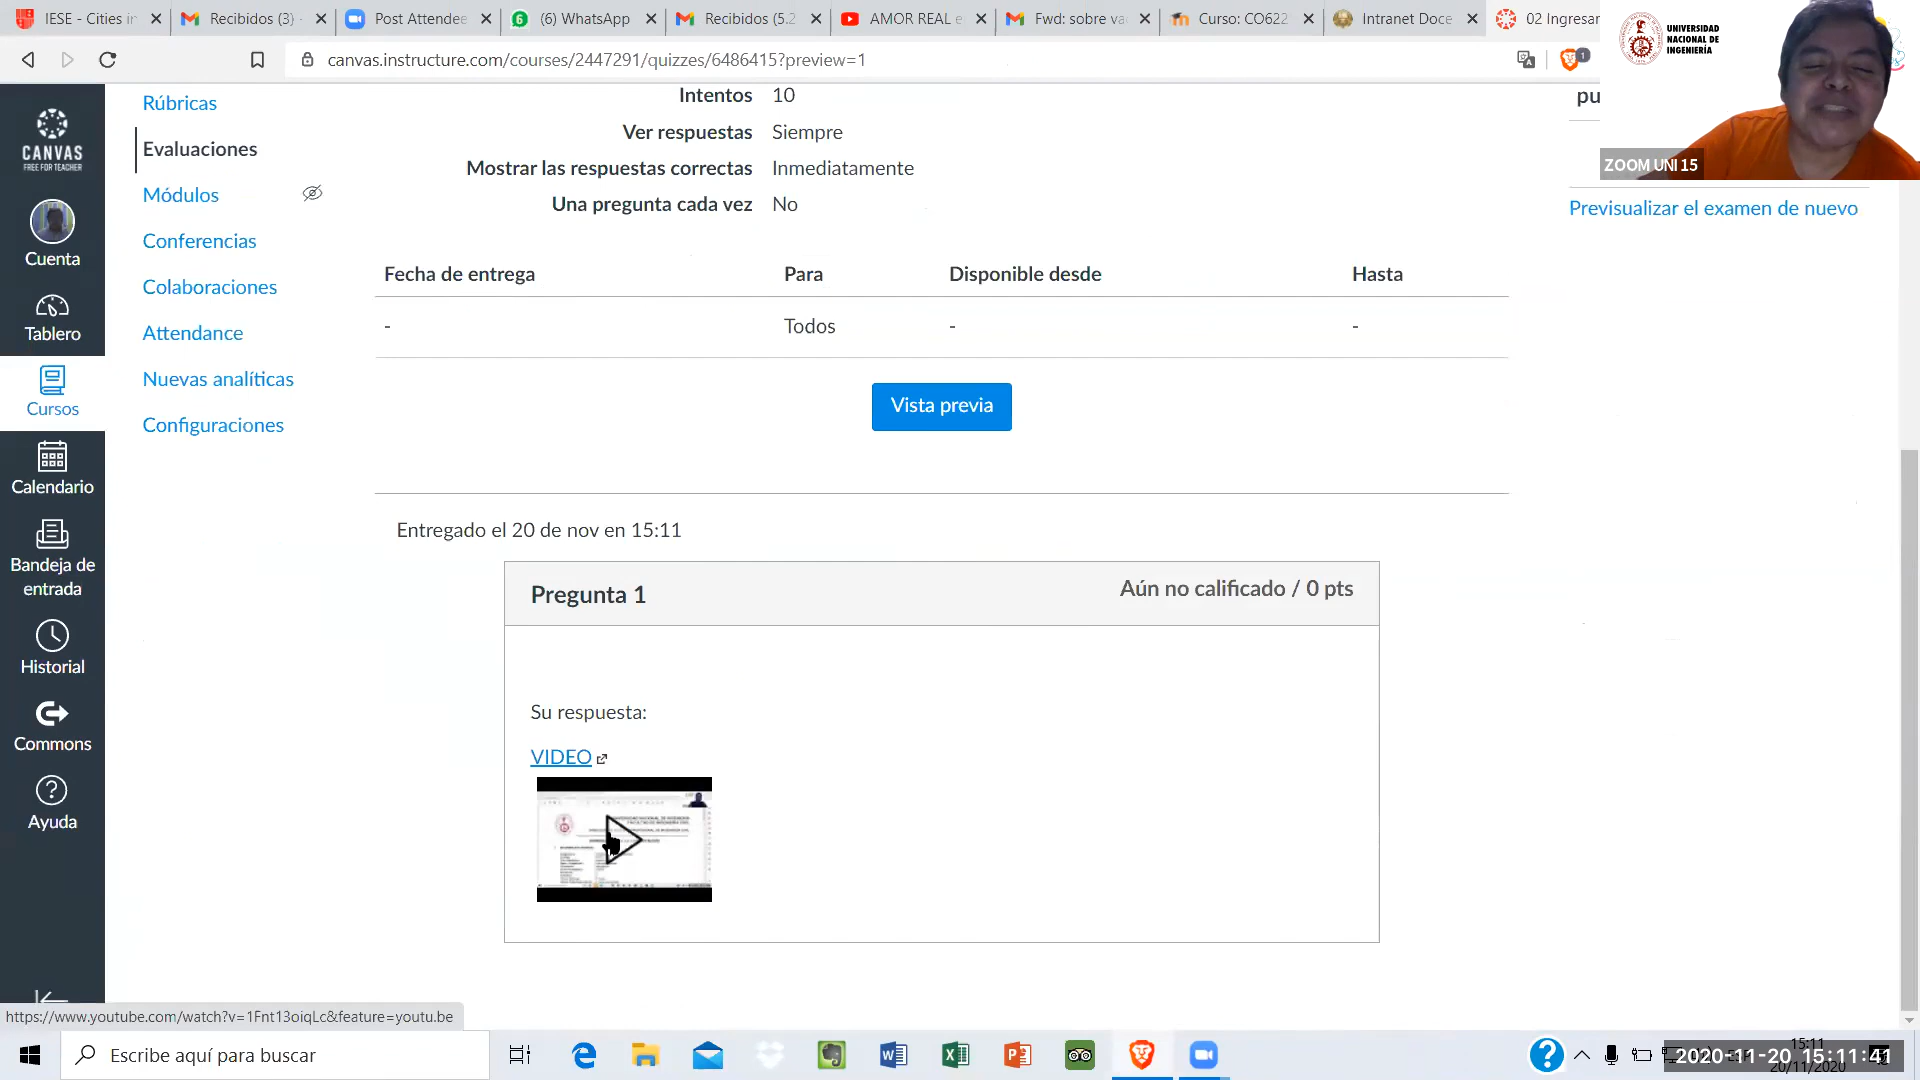 IESE - Cities in
Recibidos (3) -
Post Attendee
(6) WhatsApp
Recibidos (5.2
AMOR REAL e
Fwd: sobre va
Curso: CO622
Intranet Doce
02 Ingresar
canvas.instructure.com/courses/2447291/quizzes/6486415?preview=1
1
UNIVERSIDAD
NACIONAL DE
INGENIERÍA
ZOOM UNI 15
CANVAS
FREE FOR TEACHER
Cuenta
Tablero
Cursos
Calendario
Bandeja de
entrada
Historial
Commons
Ayuda
Rúbricas
Evaluaciones
Módulos
Conferencias
Colaboraciones
Attendance
Nuevas analíticas
Configuraciones
Intentos 10
Ver respuestas Siempre
Mostrar las respuestas correctas Inmediatamente
Una pregunta cada vez No
pu
Previsualizar el examen de nuevo
Fecha de entrega Para Disponible desde Hasta
- Todos - -
Vista previa
Entregado el 20 de nov en 15:11
Pregunta 1
Aún no calificado / 0 pts
Su respuesta:
VIDEO
https://www.youtube.com/watch?v=1Fnt13oiqLc&feature=youtu.be
Escribe aquí para buscar
15:11
2020-11-20 15:11:41
20/11/2020